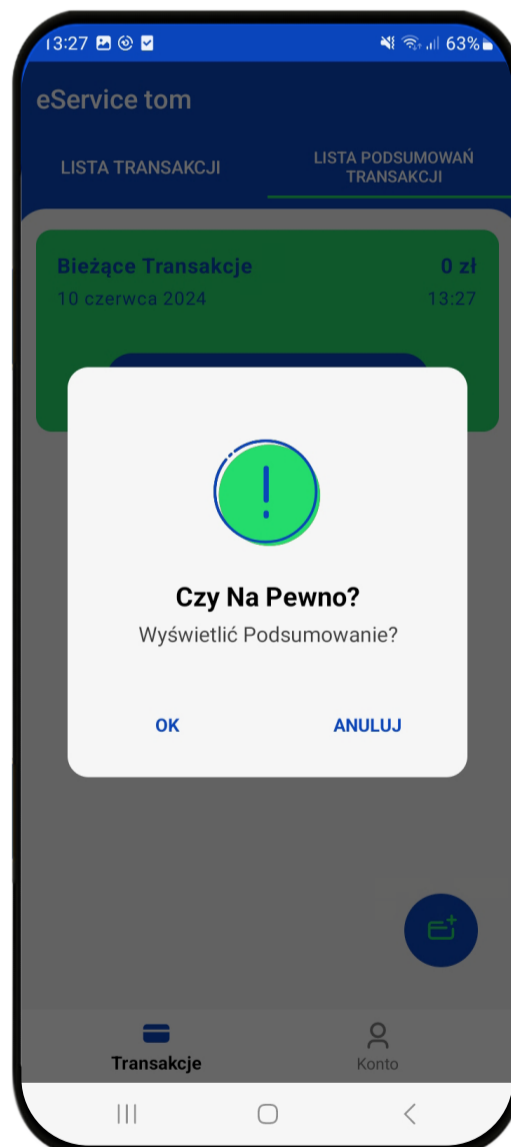 13:27
63%
eService tom
LISTA TRANSAKCJI
LISTA PODSUMOWAŃ
TRANSAKCJI
Bieżące Transakcje 0 zł
10 czerwca 2024 13:27
Czy Na Pewno?
Wyświetlić Podsumowanie?
OK ANULUJ
Transakcje Konto